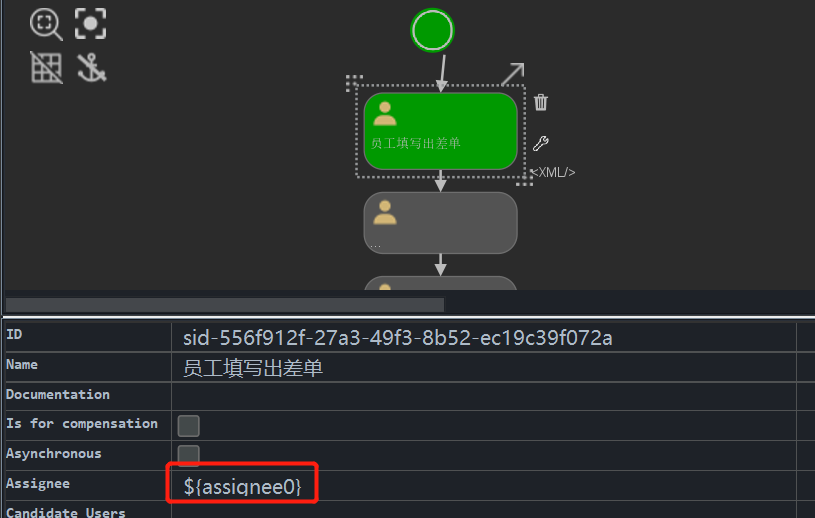 员工填写出差单
<XML/>
...
ID sid-556f912f-27a3-49f3-8b52-ec19c39f072a
Name 员工填写出差单
Documentation
Is for compensation
Asynchronous
Assignee ${assignee0}
Candidate Users